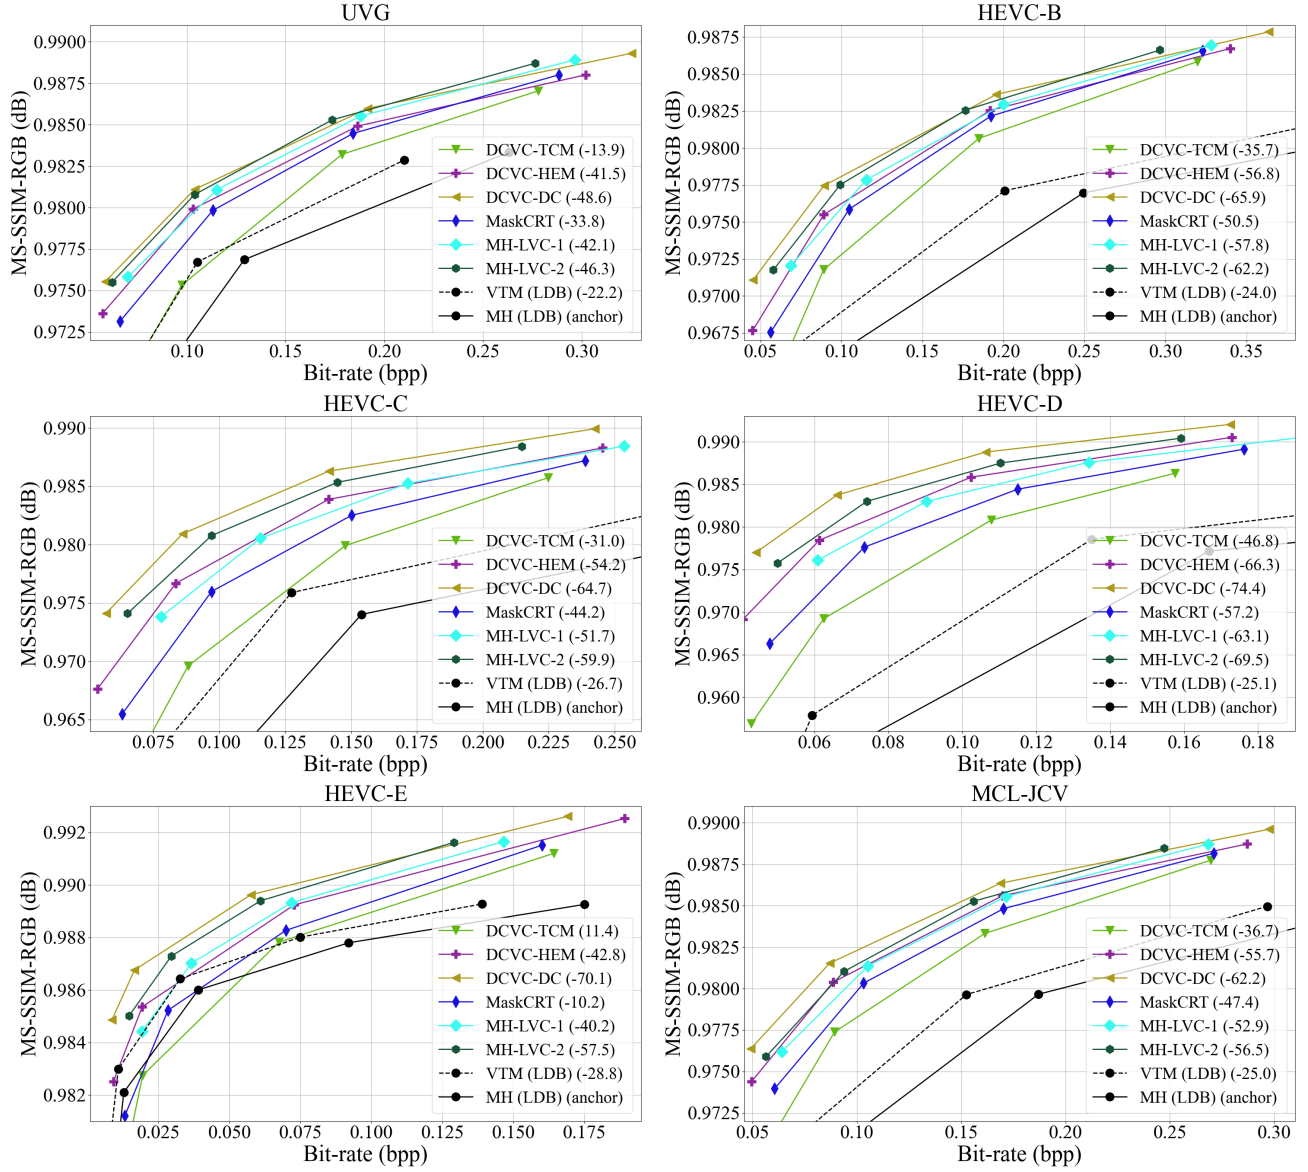 UVG
MS-SSIM-RGB (dB)
0.9900
0.9875
0.9850
0.9825
0.9800
0.9775
0.9750
0.9725
DCVC-TCM (-13.9)
DCVC-HEM (-41.5)
DCVC-DC (-48.6)
MaskCRT (-33.8)
MH-LVC-1 (-42.1)
MH-LVC-2 (-46.3)
VTM (LDB) (-22.2)
MH (LDB) (anchor)
0.10 0.15 0.20 0.25 0.30
Bit-rate (bpp)
HEVC-B
MS-SSIM-RGB (dB)
0.9875
0.9850
0.9825
0.9800
0.9775
0.9750
0.9725
0.9700
0.9675
DCVC-TCM (-35.7)
DCVC-HEM (-56.8)
DCVC-DC (-65.9)
MaskCRT (-50.5)
MH-LVC-1 (-57.8)
MH-LVC-2 (-62.2)
VTM (LDB) (-24.0)
MH (LDB) (anchor)
0.05 0.10 0.15 0.20 0.25 0.30 0.35
Bit-rate (bpp)
HEVC-C
MS-SSIM-RGB (dB)
0.990
0.985
0.980
0.975
0.970
0.965
DCVC-TCM (-31.0)
DCVC-HEM (-54.2)
DCVC-DC (-64.7)
MaskCRT (-44.2)
MH-LVC-1 (-51.7)
MH-LVC-2 (-59.9)
VTM (LDB) (-26.7)
MH (LDB) (anchor)
0.075 0.100 0.125 0.150 0.175 0.200 0.225 0.250
Bit-rate (bpp)
HEVC-D
MS-SSIM-RGB (dB)
0.990
0.985
0.980
0.975
0.970
0.965
0.960
DCVC-TCM (-46.8)
DCVC-HEM (-66.3)
DCVC-DC (-74.4)
MaskCRT (-57.2)
MH-LVC-1 (-63.1)
MH-LVC-2 (-69.5)
VTM (LDB) (-25.1)
MH (LDB) (anchor)
0.06 0.08 0.10 0.12 0.14 0.16 0.18
Bit-rate (bpp)
HEVC-E
MS-SSIM-RGB (dB)
0.992
0.990
0.988
0.986
0.984
0.982
DCVC-TCM (11.4)
DCVC-HEM (-42.8)
DCVC-DC (-70.1)
MaskCRT (-10.2)
MH-LVC-1 (-40.2)
MH-LVC-2 (-57.5)
VTM (LDB) (-28.8)
MH (LDB) (anchor)
0.025 0.050 0.075 0.100 0.125 0.150 0.175
Bit-rate (bpp)
MCL-JCV
MS-SSIM-RGB (dB)
0.9900
0.9875
0.9850
0.9825
0.9800
0.9775
0.9750
0.9725
DCVC-TCM (-36.7)
DCVC-HEM (-55.7)
DCVC-DC (-62.2)
MaskCRT (-47.4)
MH-LVC-1 (-52.9)
MH-LVC-2 (-56.5)
VTM (LDB) (-25.0)
MH (LDB) (anchor)
0.05 0.10 0.15 0.20 0.25 0.30
Bit-rate (bpp)